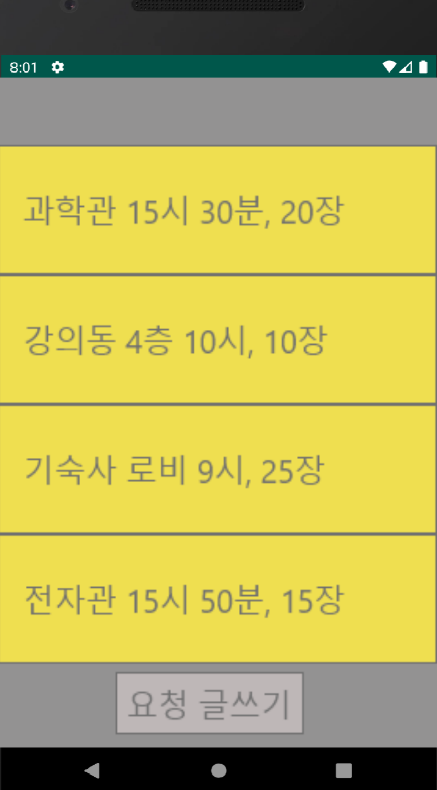 8:01
과학관 15시 30분, 20장
강의동 4층 10시, 10장
기숙사 로비 9시, 25장
전자관 15시 50분, 15장
요청 글쓰기